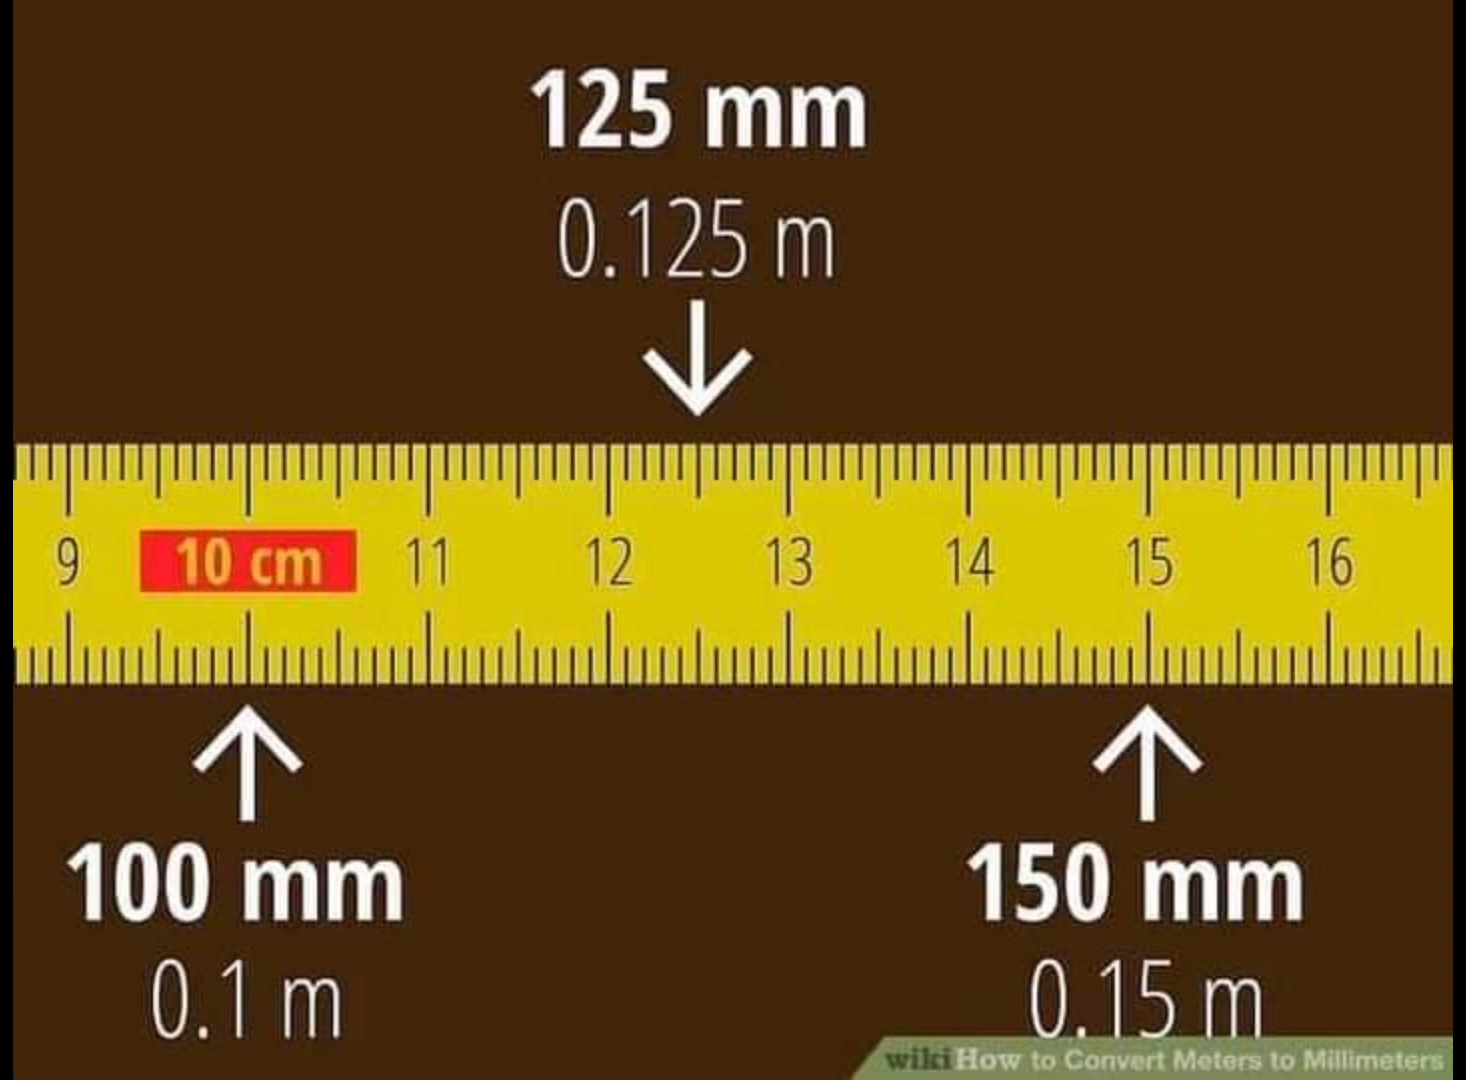 125 mm
0.125 m
9 10 cm 11 12 13 14 15 16
100 mm
0.1 m
150 mm
0.15 m
wikiHow to Convert Meters to Millimeters